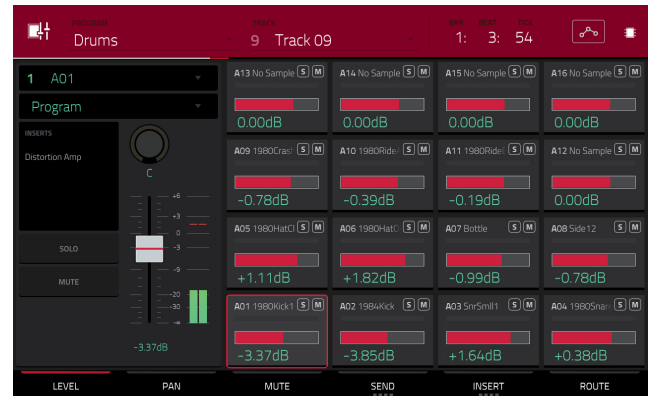 PROGRAM
Drums
TRACK
9 Track 09
BAR BEAT TICK
1: 3: 54
1 A01
Program
INSERTS
Distortion Amp
C
+6
+3
0
-3
-9
-20
-30
-∞
SOLO
MUTE
-3.37dB
A13 No Sample S M
0.00dB
A14 No Sample S M
0.00dB
A15 No Sample S M
0.00dB
A16 No Sample S M
0.00dB
A09 1980Cras S M
-0.78dB
A10 1980Ride S M
-0.39dB
A11 1980Ride S M
-0.19dB
A12 No Sample S M
0.00dB
A05 1980HatCl S M
+1.11dB
A06 1980HatO S M
+1.82dB
A07 Bottle S M
-0.99dB
A08 Side12 S M
-0.78dB
A01 1980Kick1 S M
-3.37dB
A02 1984Kick S M
-3.85dB
A03 SnrSmll1 S M
+1.64dB
A04 1980Snar S M
+0.38dB
LEVEL PAN MUTE SEND INSERT ROUTE